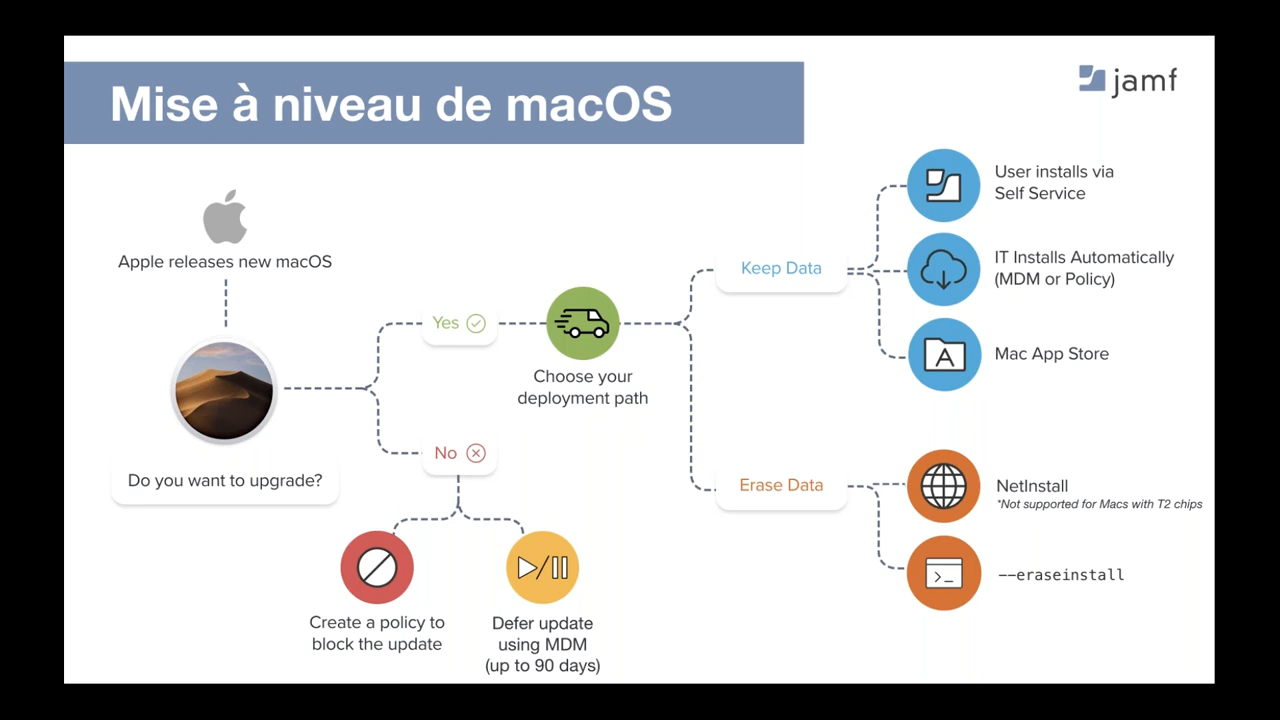 Mise à niveau de macOS
jamf
Apple releases new macOS
Do you want to upgrade?
Yes
No
Create a policy to
block the update
Defer update
using MDM
(up to 90 days)
Choose your
deployment path
Keep Data
User installs via
Self Service
IT Installs Automatically
(MDM or Policy)
Mac App Store
Erase Data
NetInstall
*Not supported for Macs with T2 chips
--eraseinstall